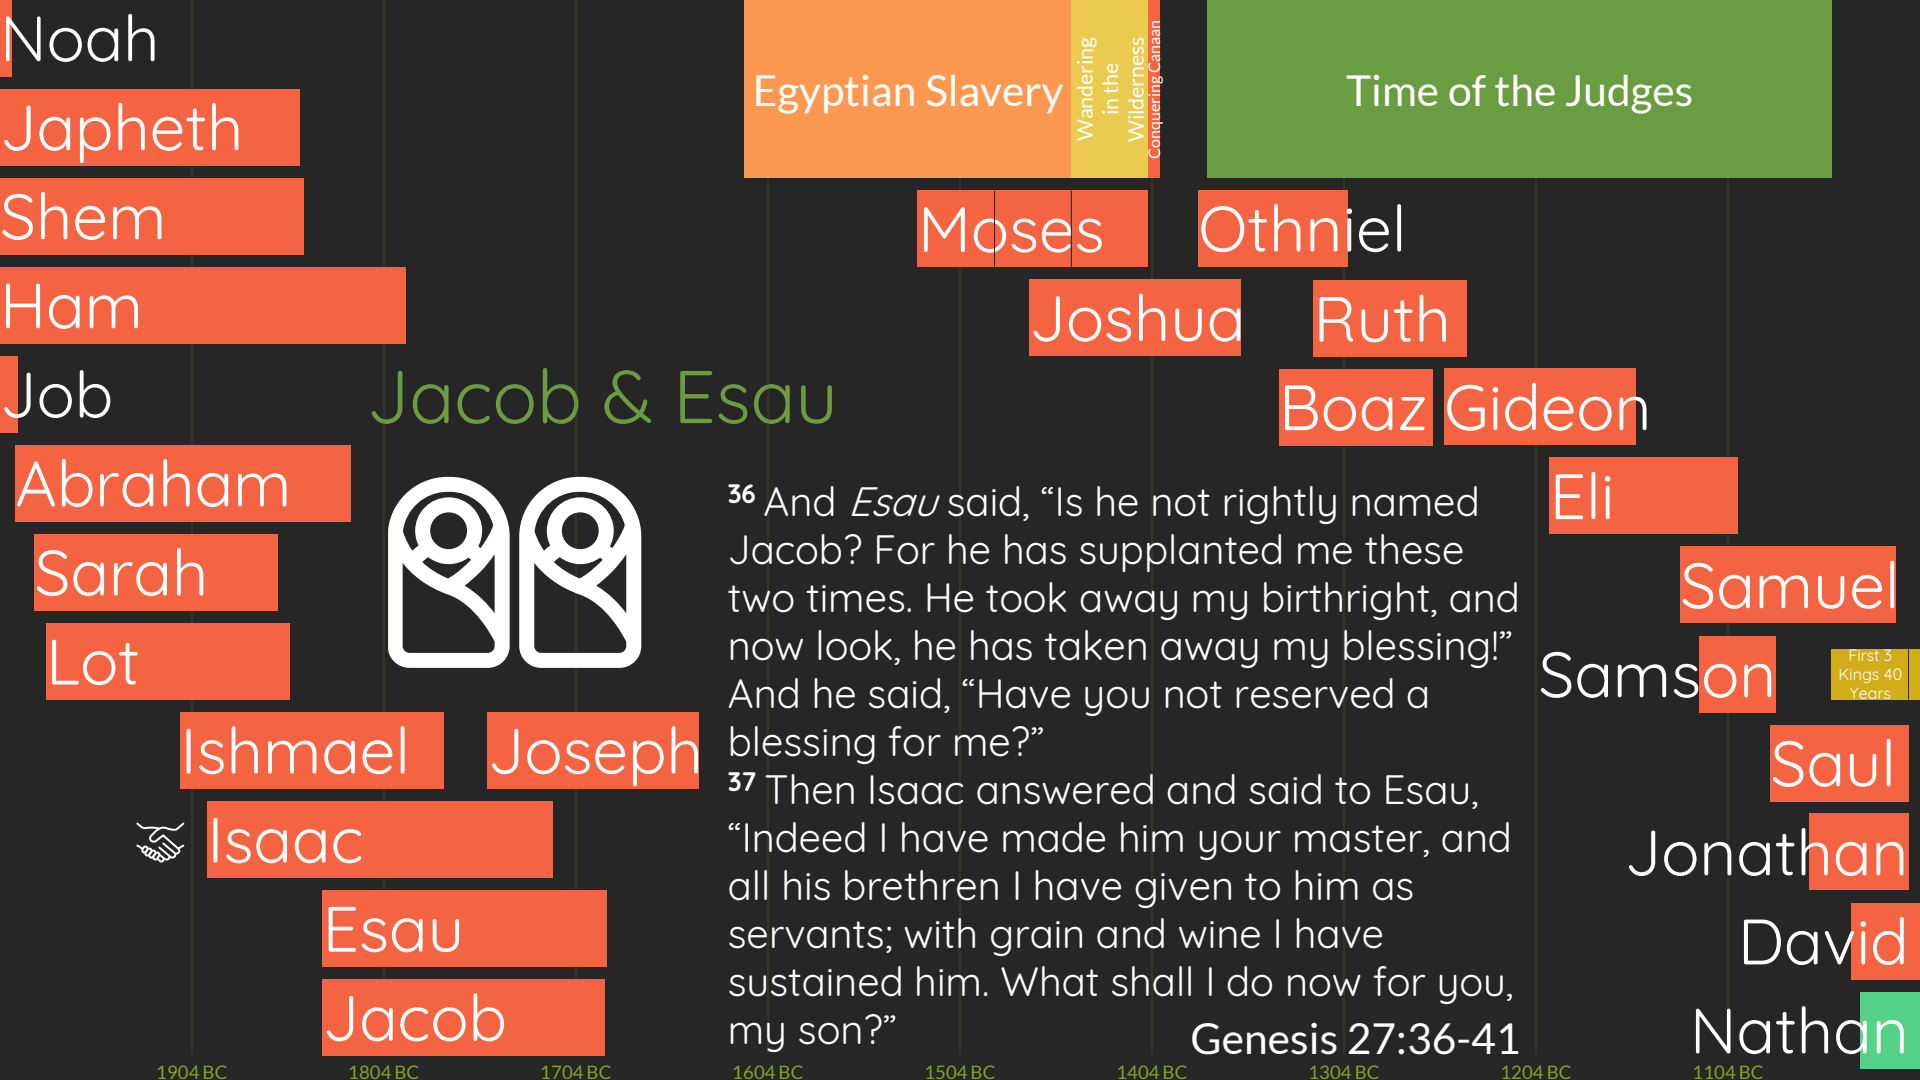 Noah
Japheth
Shem
Ham
Job
Abraham
Sarah
Lot
Ishmael
Joseph
Isaac
Esau
Jacob
Egyptian Slavery
Wandering
in the
Wilderness
Conquering Canaan
Time of the Judges
Moses
Othniel
Joshua
Ruth
Boaz
Gideon
Eli
Samuel
Samson
First 3
Kings 40
Years
Saul
Jonathan
David
Nathan
Jacob & Esau
36 And Esau said, “Is he not rightly named
Jacob? For he has supplanted me these
two times. He took away my birthright, and
now look, he has taken away my blessing!”
And he said, “Have you not reserved a
blessing for me?”
37 Then Isaac answered and said to Esau,
“Indeed I have made him your master, and
all his brethren I have given to him as
servants; with grain and wine I have
sustained him. What shall I do now for you,
my son?”
Genesis 27:36-41
1904 BC
1804 BC
1704 BC
1604 BC
1504 BC
1404 BC
1304 BC
1204 BC
1104 BC